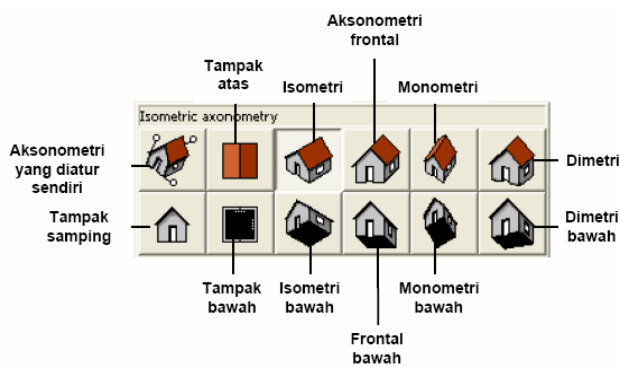 Aksonometri
frontal
Tampak
atas
Isometri
Monometri
Isometric axonometry
Aksonometri
yang diatur
sendiri
Dimetri
Tampak
samping
Dimetri
bawah
Tampak
bawah
Isometri
bawah
Monometri
bawah
Frontal
bawah